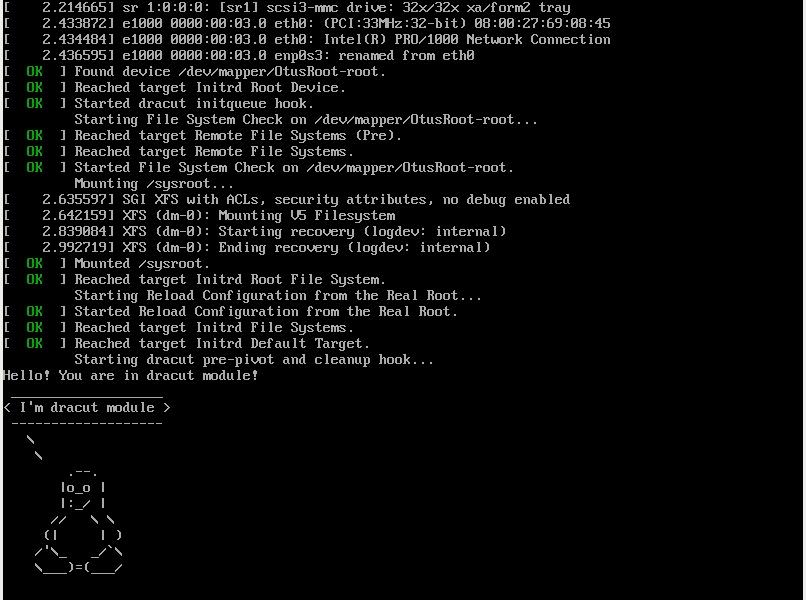 [    2.214665] sr 1:0:0:0: [sr1] scsi3-mmc drive: 32x/32x xa/form2 tray
[    2.433872] e1000 0000:00:03.0 eth0: (PCI:33MHz:32-bit) 08:00:27:69:08:45
[    2.434484] e1000 0000:00:03.0 eth0: Intel(R) PRO/1000 Network Connection
[    2.436595] e1000 0000:00:03.0 enp0s3: renamed from eth0
[  OK  ] Found device /dev/mapper/OtusRoot-root.
[  OK  ] Reached target Initrd Root Device.
[  OK  ] Started dracut initqueue hook.
         Starting File System Check on /dev/mapper/OtusRoot-root...
[  OK  ] Reached target Remote File Systems (Pre).
[  OK  ] Reached target Remote File Systems.
[  OK  ] Started File System Check on /dev/mapper/OtusRoot-root.
         Mounting /sysroot...
[    2.635597] SGI XFS with ACLs, security attributes, no debug enabled
[    2.642159] XFS (dm-0): Mounting V5 Filesystem
[    2.839084] XFS (dm-0): Starting recovery (logdev: internal)
[    2.992719] XFS (dm-0): Ending recovery (logdev: internal)
[  OK  ] Mounted /sysroot.
[  OK  ] Reached target Initrd Root File System.
         Starting Reload Configuration from the Real Root...
[  OK  ] Started Reload Configuration from the Real Root.
[  OK  ] Reached target Initrd File Systems.
[  OK  ] Reached target Initrd Default Target.
         Starting dracut pre-pivot and cleanup hook...
Hello! You are in dracut module!
 ___________________
< I'm dracut module >
 -------------------
   \
    \
        .--.
       |o_o |
       |:_/ |
      //   \ \
     (|     | )
    /'\_   _/`\
    \___)=(___/